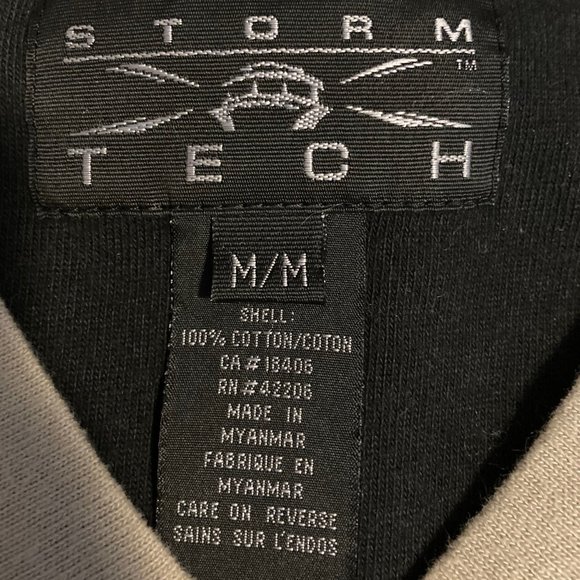 STORM
TM
TECH
M/M
SHELL:
100% COTTON/COTON
CA#18406
RN#42206
MADE IN
MYANMAR
FABRIQUE EN
MYANMAR
CARE ON REVERSE
SAINS SUR L'ENDOS